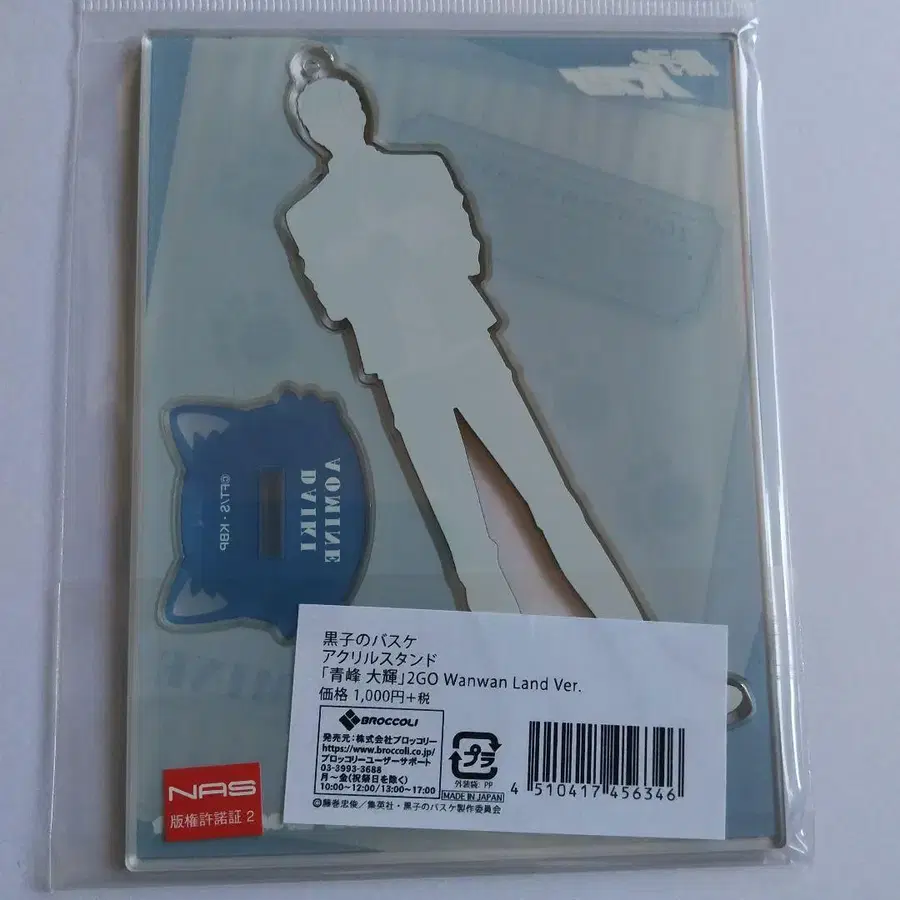 AOMINE
DAIKI
©FT/S・KBP
黒子のバスケ
アクリルスタンド
「青峰 大輝」2GO Wanwan Land Ver.
価格 1,000円+税
BROCCOLI
発売元:株式会社ブロッコリー
https://www.broccoli.co.jp/
ブロッコリーユーザーサポート
03-3993-3688
月~金(祝祭日を除く)
10:00~12:00/13:00~17:00
プラ
外装袋: PP
MADE IN JAPAN
4 510417 456346
©藤巻忠俊/集英社・黒子のバスケ製作委員会
NAS
版権許諾証 2